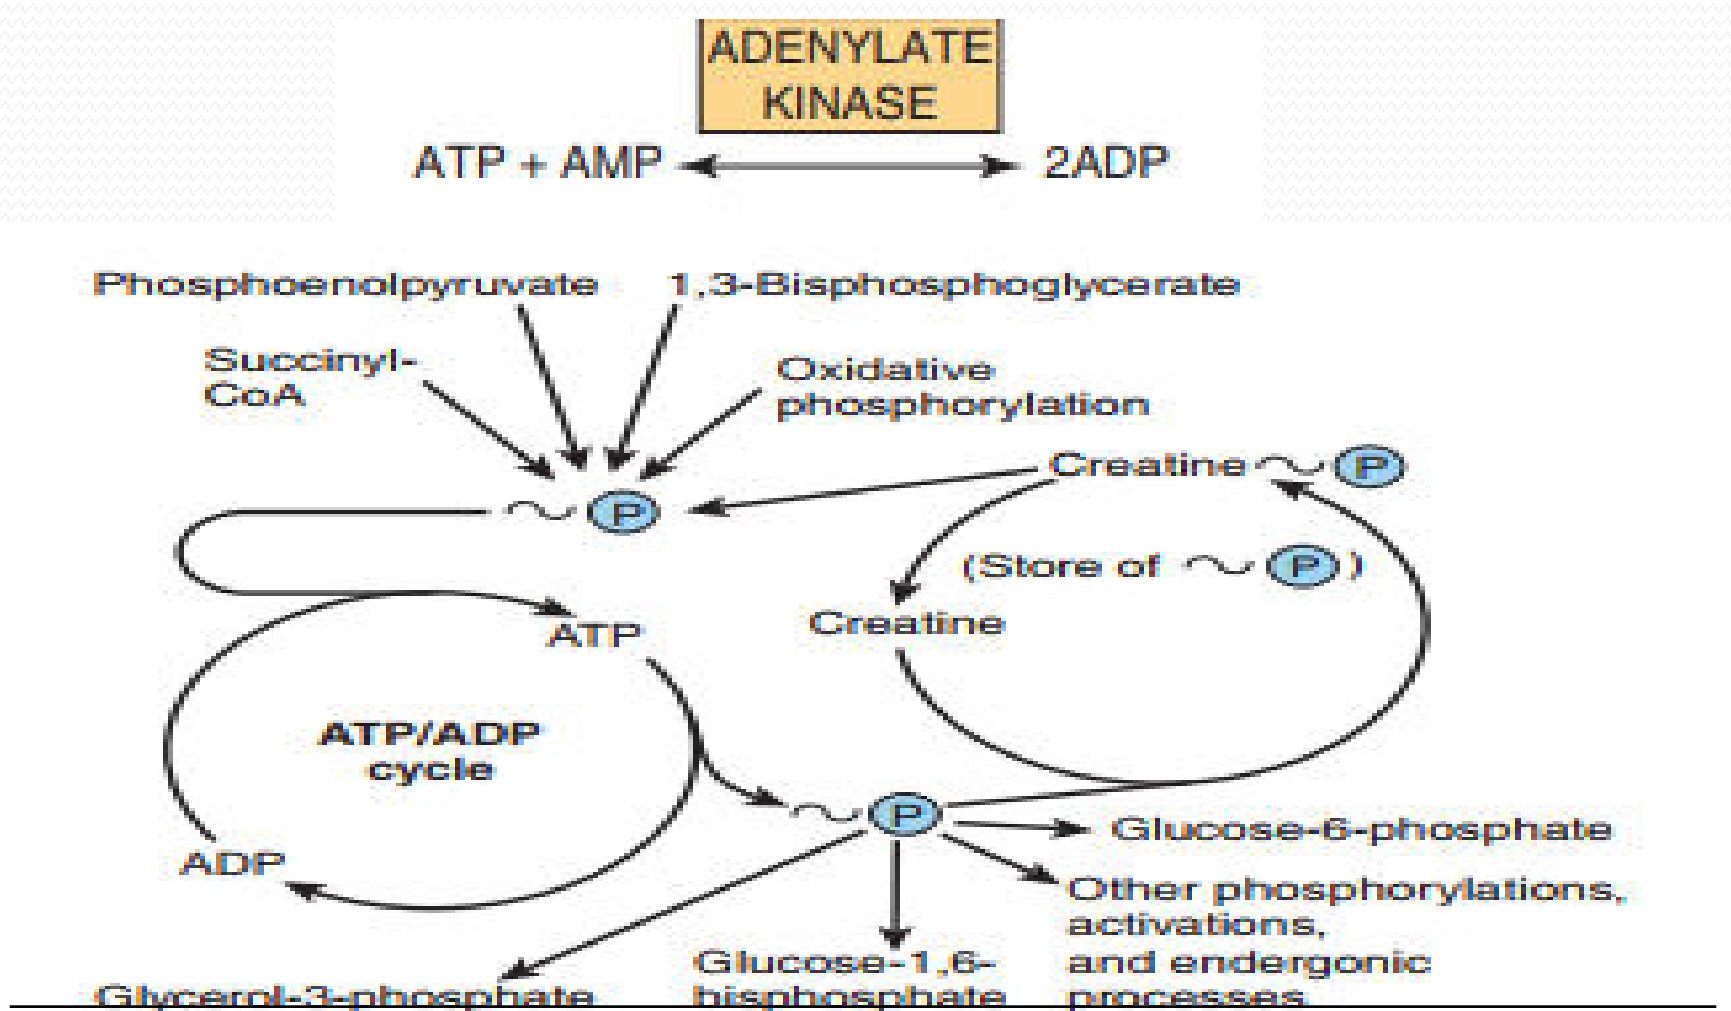 ADENYLATE
KINASE
ATP + AMP 2ADP
Phosphoenolpyruvate 1,3-Bisphosphoglycerate
Succinyl-
CoA
Oxidative
phosphorylation
Creatine ~ P
~ P
(Store of ~ P)
ATP
Creatine
ATP/ADP
cycle
~ P
ADP
Glucose-6-phosphate
Other phosphorylations,
activations,
and endergonic
processes
Glucose-1,6-
bisphosphate
Glycerol-3-phosphate